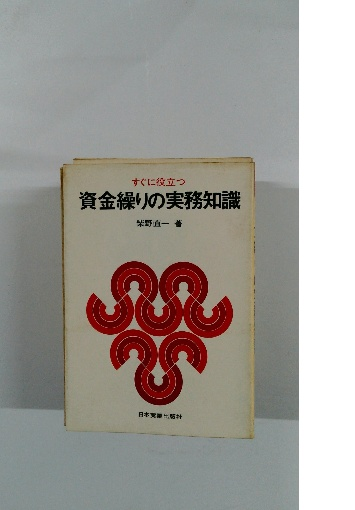 すぐに役立つ
資金繰りの実務知識
柴野直一 著
日本実業出版社